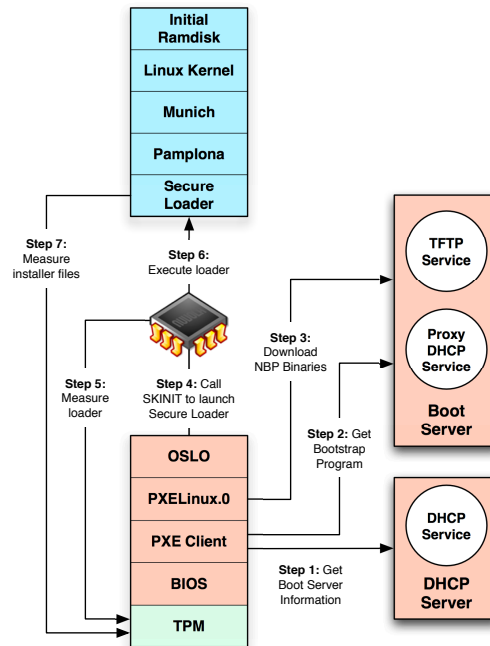 Initial
Ramdisk
Linux Kernel
Munich
Pamplona
Secure
Loader
Step 7:
Measure
installer files
Step 6:
Execute loader
TFTP
Service
Proxy
DHCP
Service
Boot
Server
Step 3:
Download
NBP Binaries
Step 5:
Measure
loader
Step 4: Call
SKINIT to launch
Secure Loader
Step 2: Get
Bootstrap
Program
OSLO
PXELinux.0
PXE Client
BIOS
TPM
Step 1: Get
Boot Server
Information
DHCP
Service
DHCP
Server